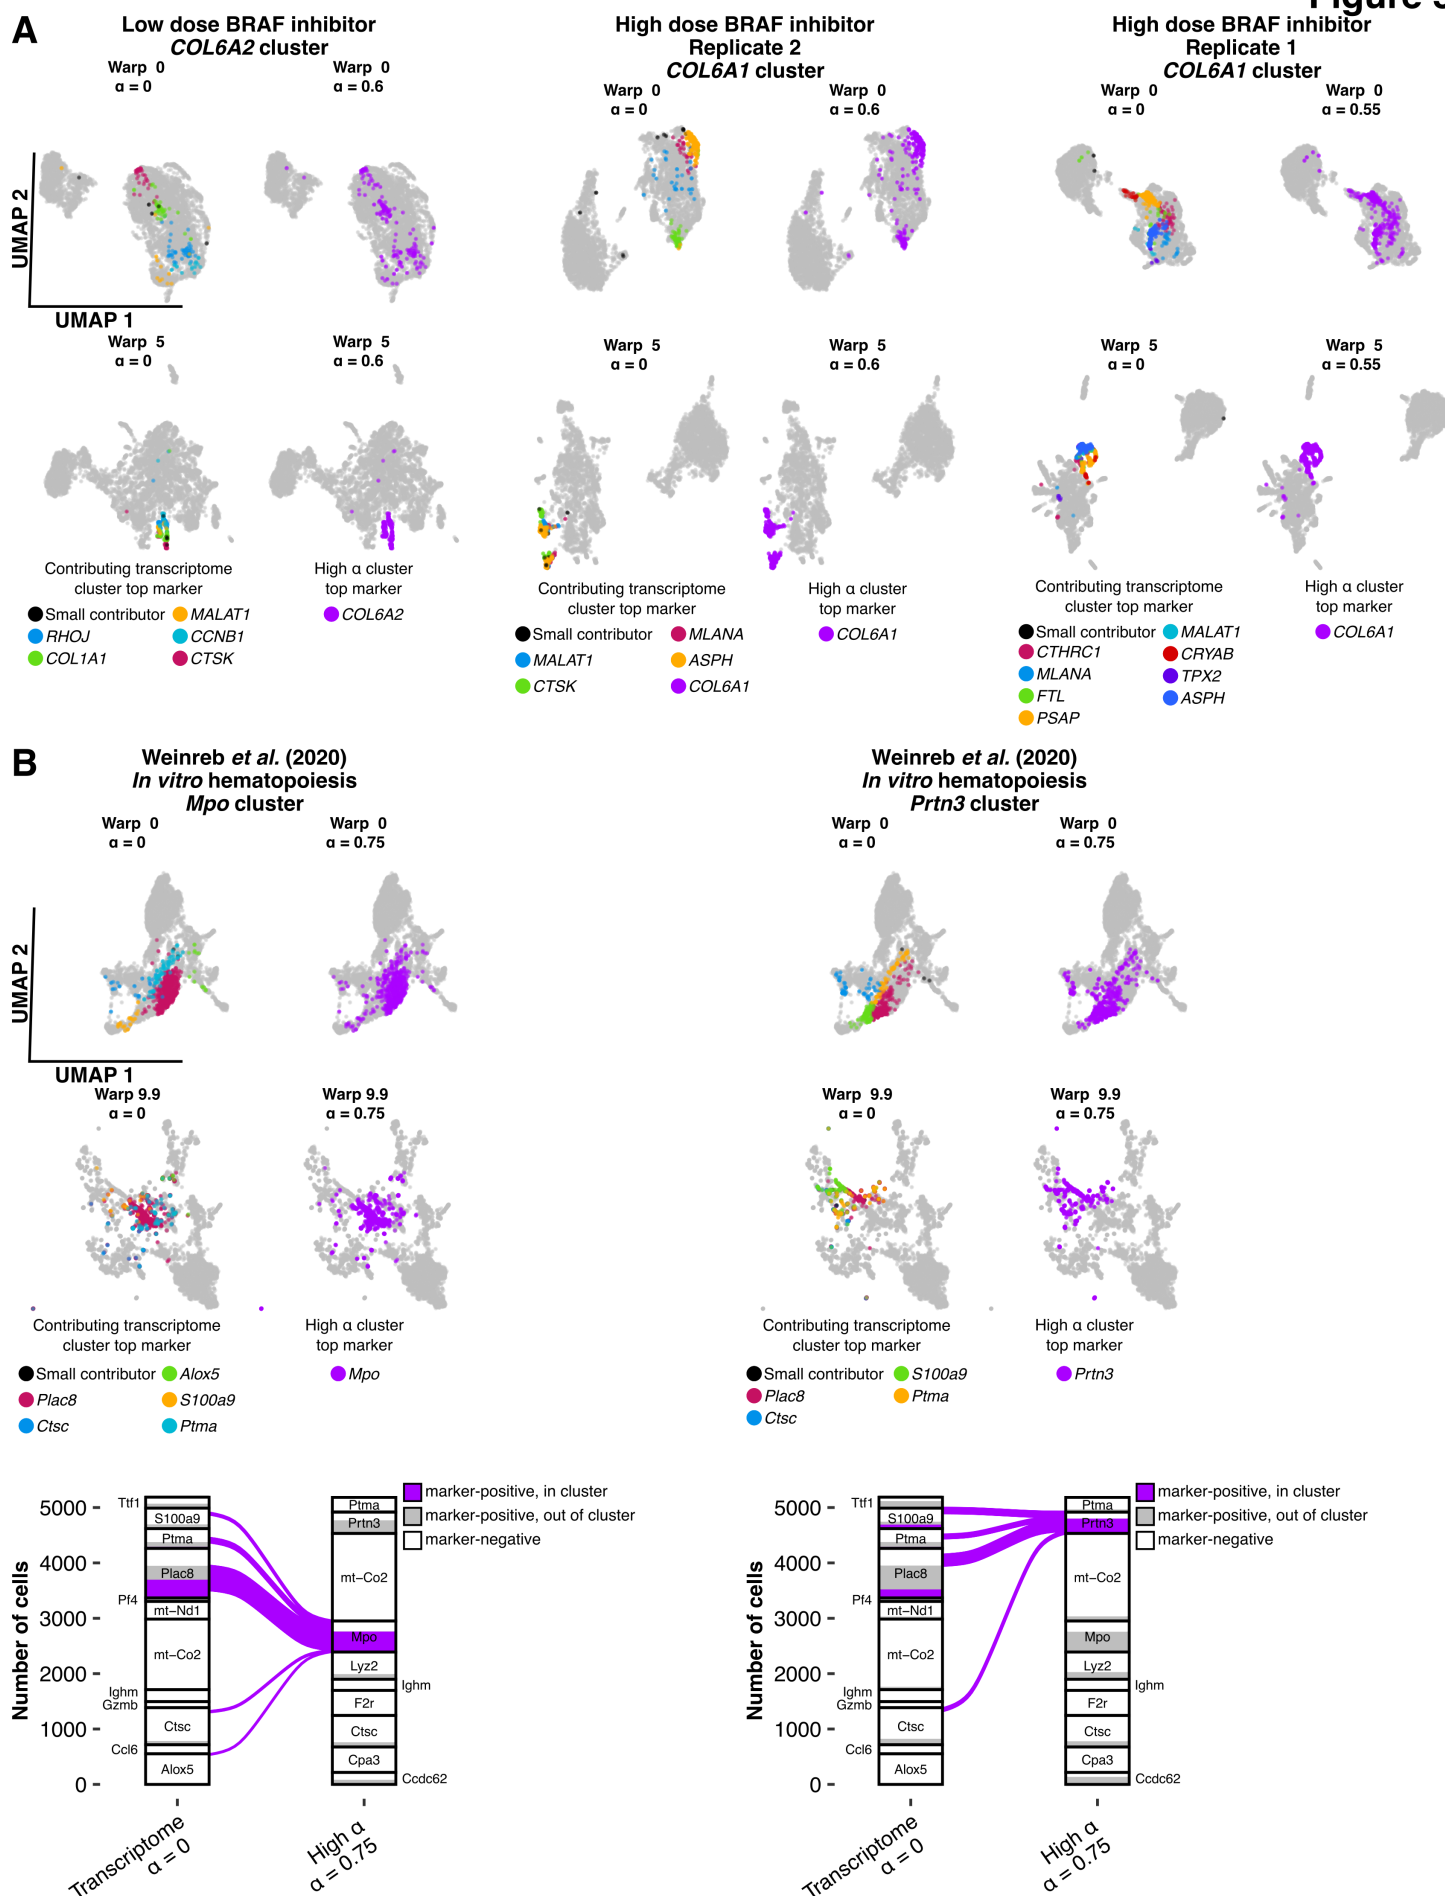 Figure
A
Low dose BRAF inhibitor
COL6A2 cluster
Warp 0
α = 0
Warp 0
α = 0.6
High dose BRAF inhibitor
Replicate 2
COL6A1 cluster
Warp 0
α = 0
Warp 0
α = 0.6
High dose BRAF inhibitor
Replicate 1
COL6A1 cluster
Warp 0
α = 0
Warp 0
α = 0.55
UMAP 2
UMAP 1
Warp 5
α = 0
Warp 5
α = 0.6
Warp 5
α = 0
Warp 5
α = 0.6
Warp 5
α = 0
Warp 5
α = 0.55
Contributing transcriptome
cluster top marker
Small contributor
RHOJ
COL1A1
MALAT1
CCNB1
CTSK
High α cluster
top marker
COL6A2
Contributing transcriptome
cluster top marker
Small contributor
MALAT1
CTSK
MLANA
ASPH
COL6A1
High α cluster
top marker
COL6A1
Contributing transcriptome
cluster top marker
Small contributor
CTHRC1
MLANA
FTL
PSAP
MALAT1
CRYAB
TPX2
ASPH
High α cluster
top marker
COL6A1
B
Weinreb et al. (2020)
In vitro hematopoiesis
Mpo cluster
Warp 0
α = 0
Warp 0
α = 0.75
Weinreb et al. (2020)
In vitro hematopoiesis
Prtn3 cluster
Warp 0
α = 0
Warp 0
α = 0.75
UMAP 2
UMAP 1
Warp 9.9
α = 0
Warp 9.9
α = 0.75
Warp 9.9
α = 0
Warp 9.9
α = 0.75
Contributing transcriptome
cluster top marker
Small contributor
Plac8
Ctsc
Alox5
S100a9
Ptma
High α cluster
top marker
Mpo
Contributing transcriptome
cluster top marker
Small contributor
Plac8
Ctsc
S100a9
Ptma
High α cluster
top marker
Prtn3
Number of cells
5000
4000
3000
2000
1000
0
Ttf1
S100a9
Ptma
Plac8
Pf4
mt−Nd1
mt−Co2
Ighm
Gzmb
Ctsc
Ccl6
Alox5
Ptma
Prtn3
mt−Co2
Mpo
Lyz2
Ighm
F2r
Ctsc
Cpa3
Ccdc62
marker-positive, in cluster
marker-positive, out of cluster
marker-negative
Transcriptome
α = 0
High α
α = 0.75
Number of cells
5000
4000
3000
2000
1000
0
Ttf1
S100a9
Ptma
Plac8
Pf4
mt−Nd1
mt−Co2
Ighm
Gzmb
Ctsc
Ccl6
Alox5
Ptma
Prtn3
mt−Co2
Mpo
Lyz2
Ighm
F2r
Ctsc
Cpa3
Ccdc62
marker-positive, in cluster
marker-positive, out of cluster
marker-negative
Transcriptome
α = 0
High α
α = 0.75